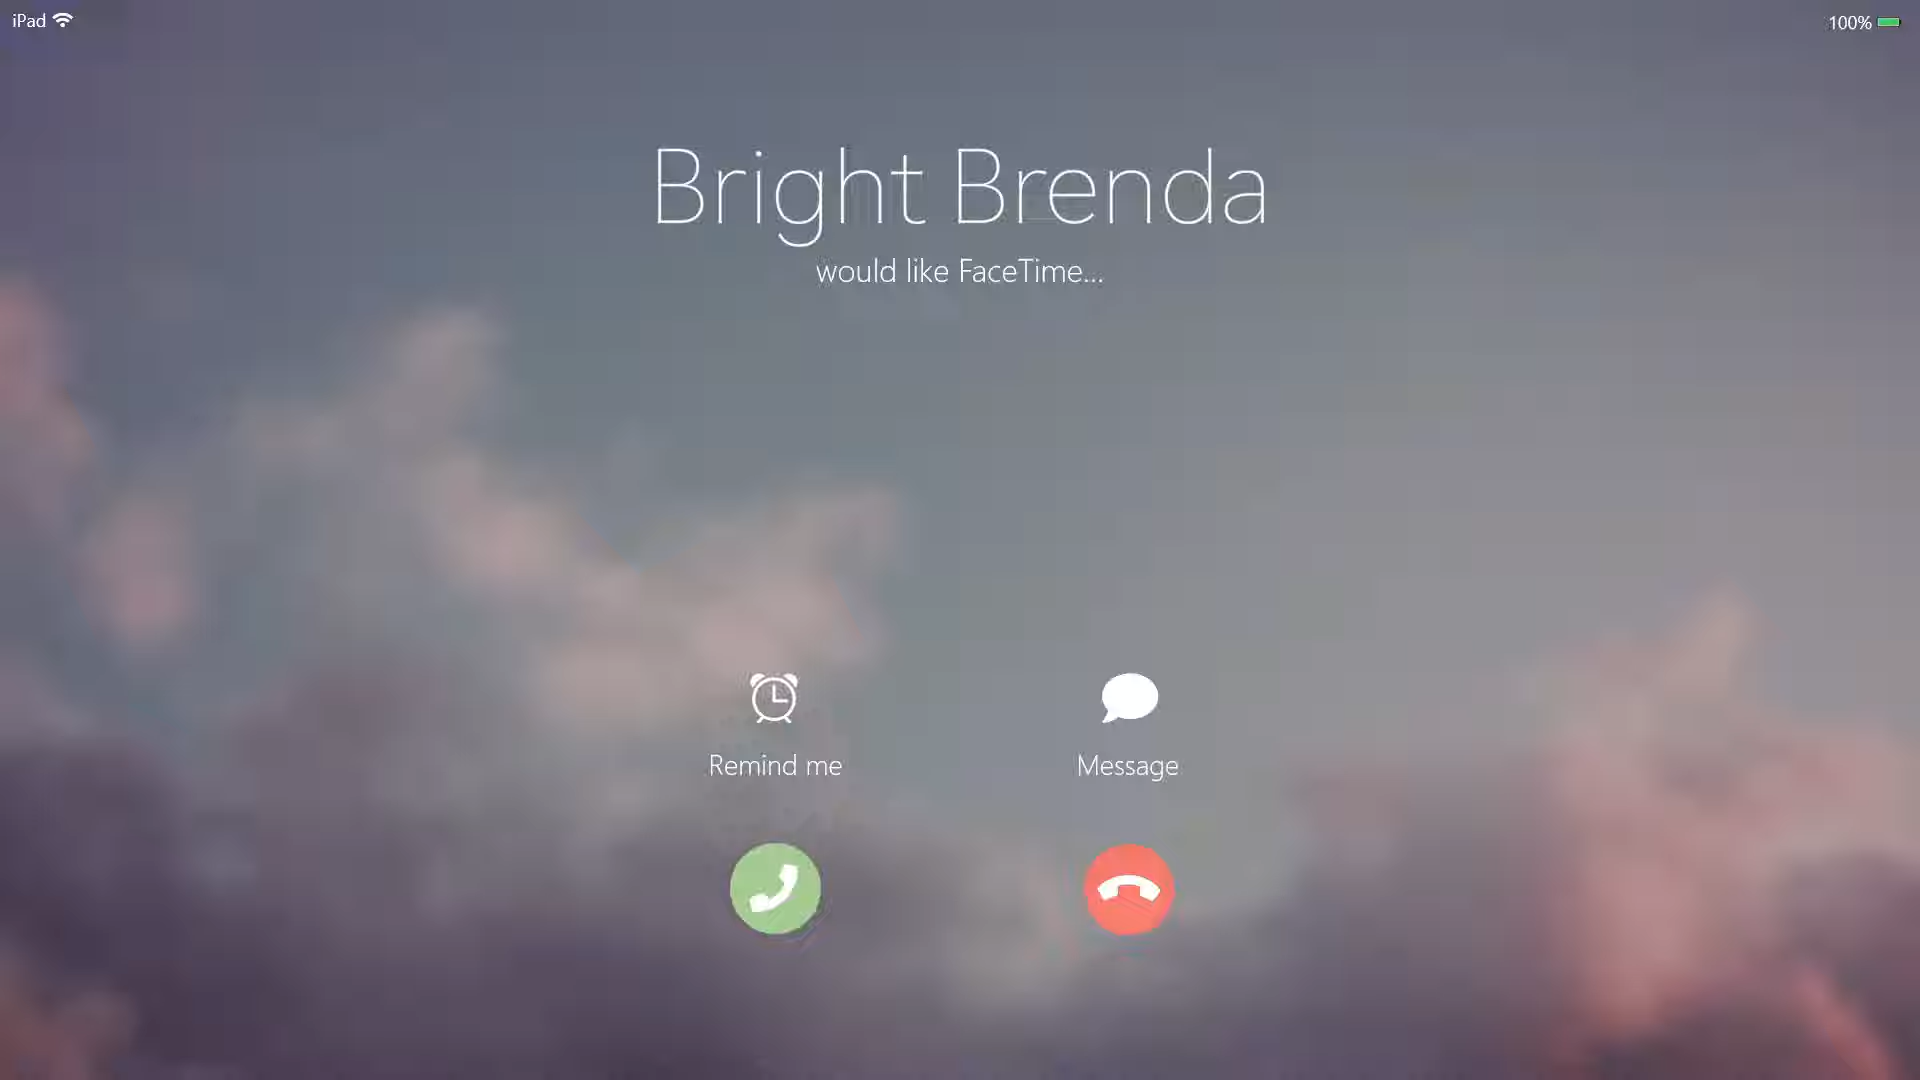 iPad
100%
Bright Brenda
would like FaceTime...
Remind me
Message